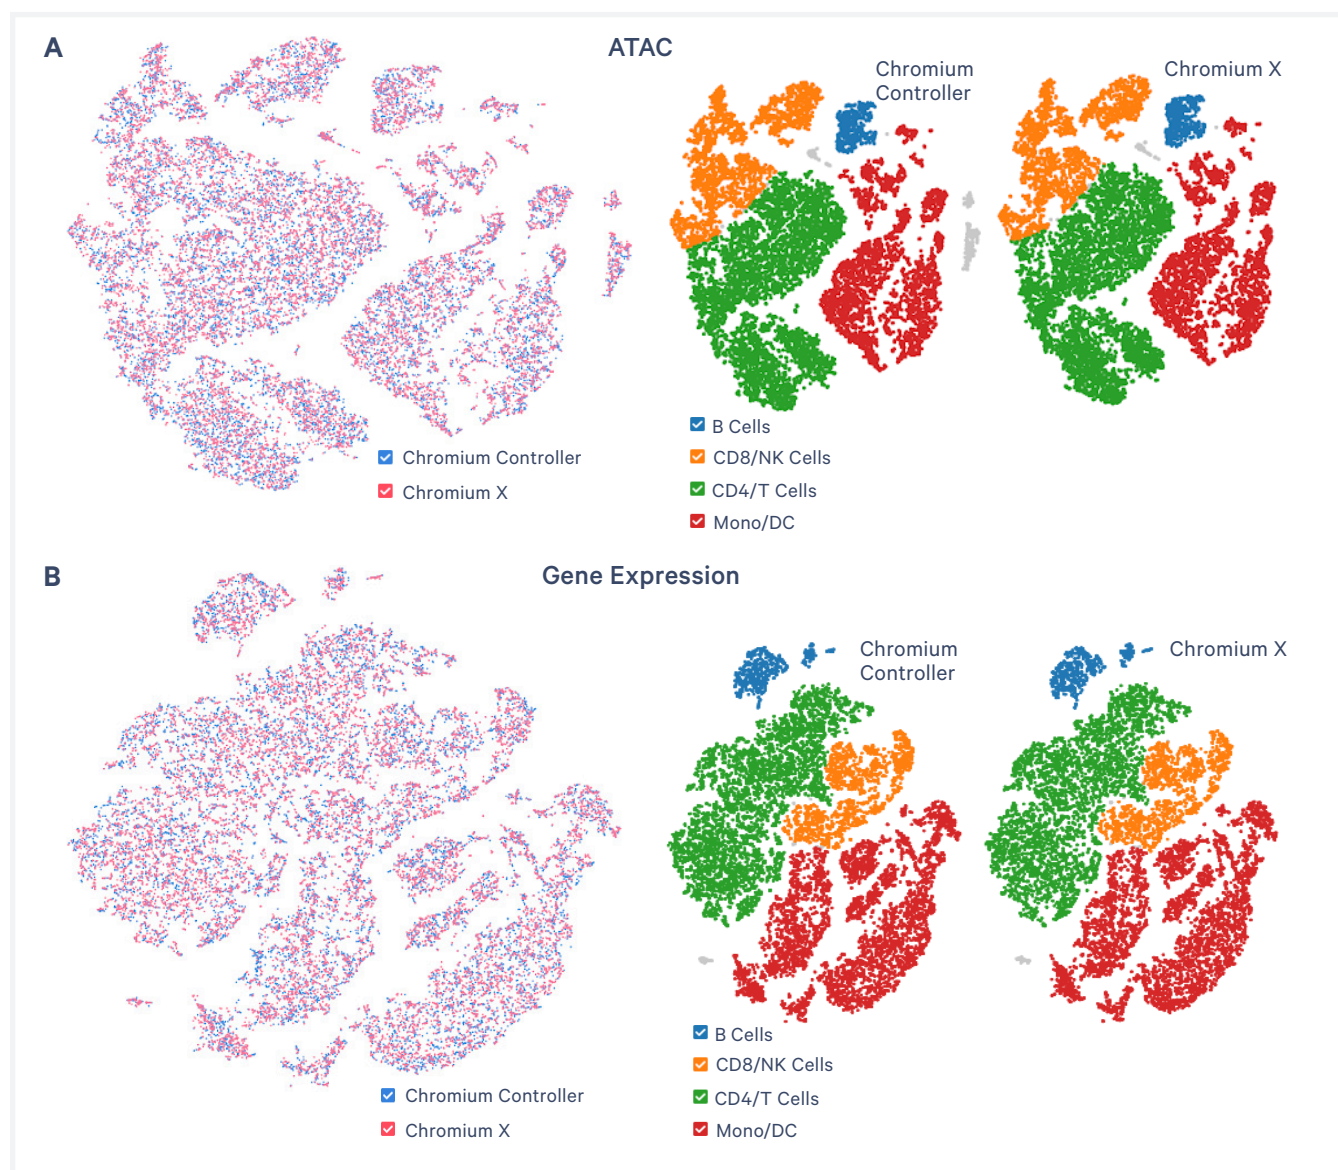 A
ATAC
Chromium
Controller
Chromium X
Chromium Controller
Chromium X
B Cells
CD8/NK Cells
CD4/T Cells
Mono/DC
B
Gene Expression
Chromium
Controller
Chromium X
Chromium Controller
Chromium X
B Cells
CD8/NK Cells
CD4/T Cells
Mono/DC